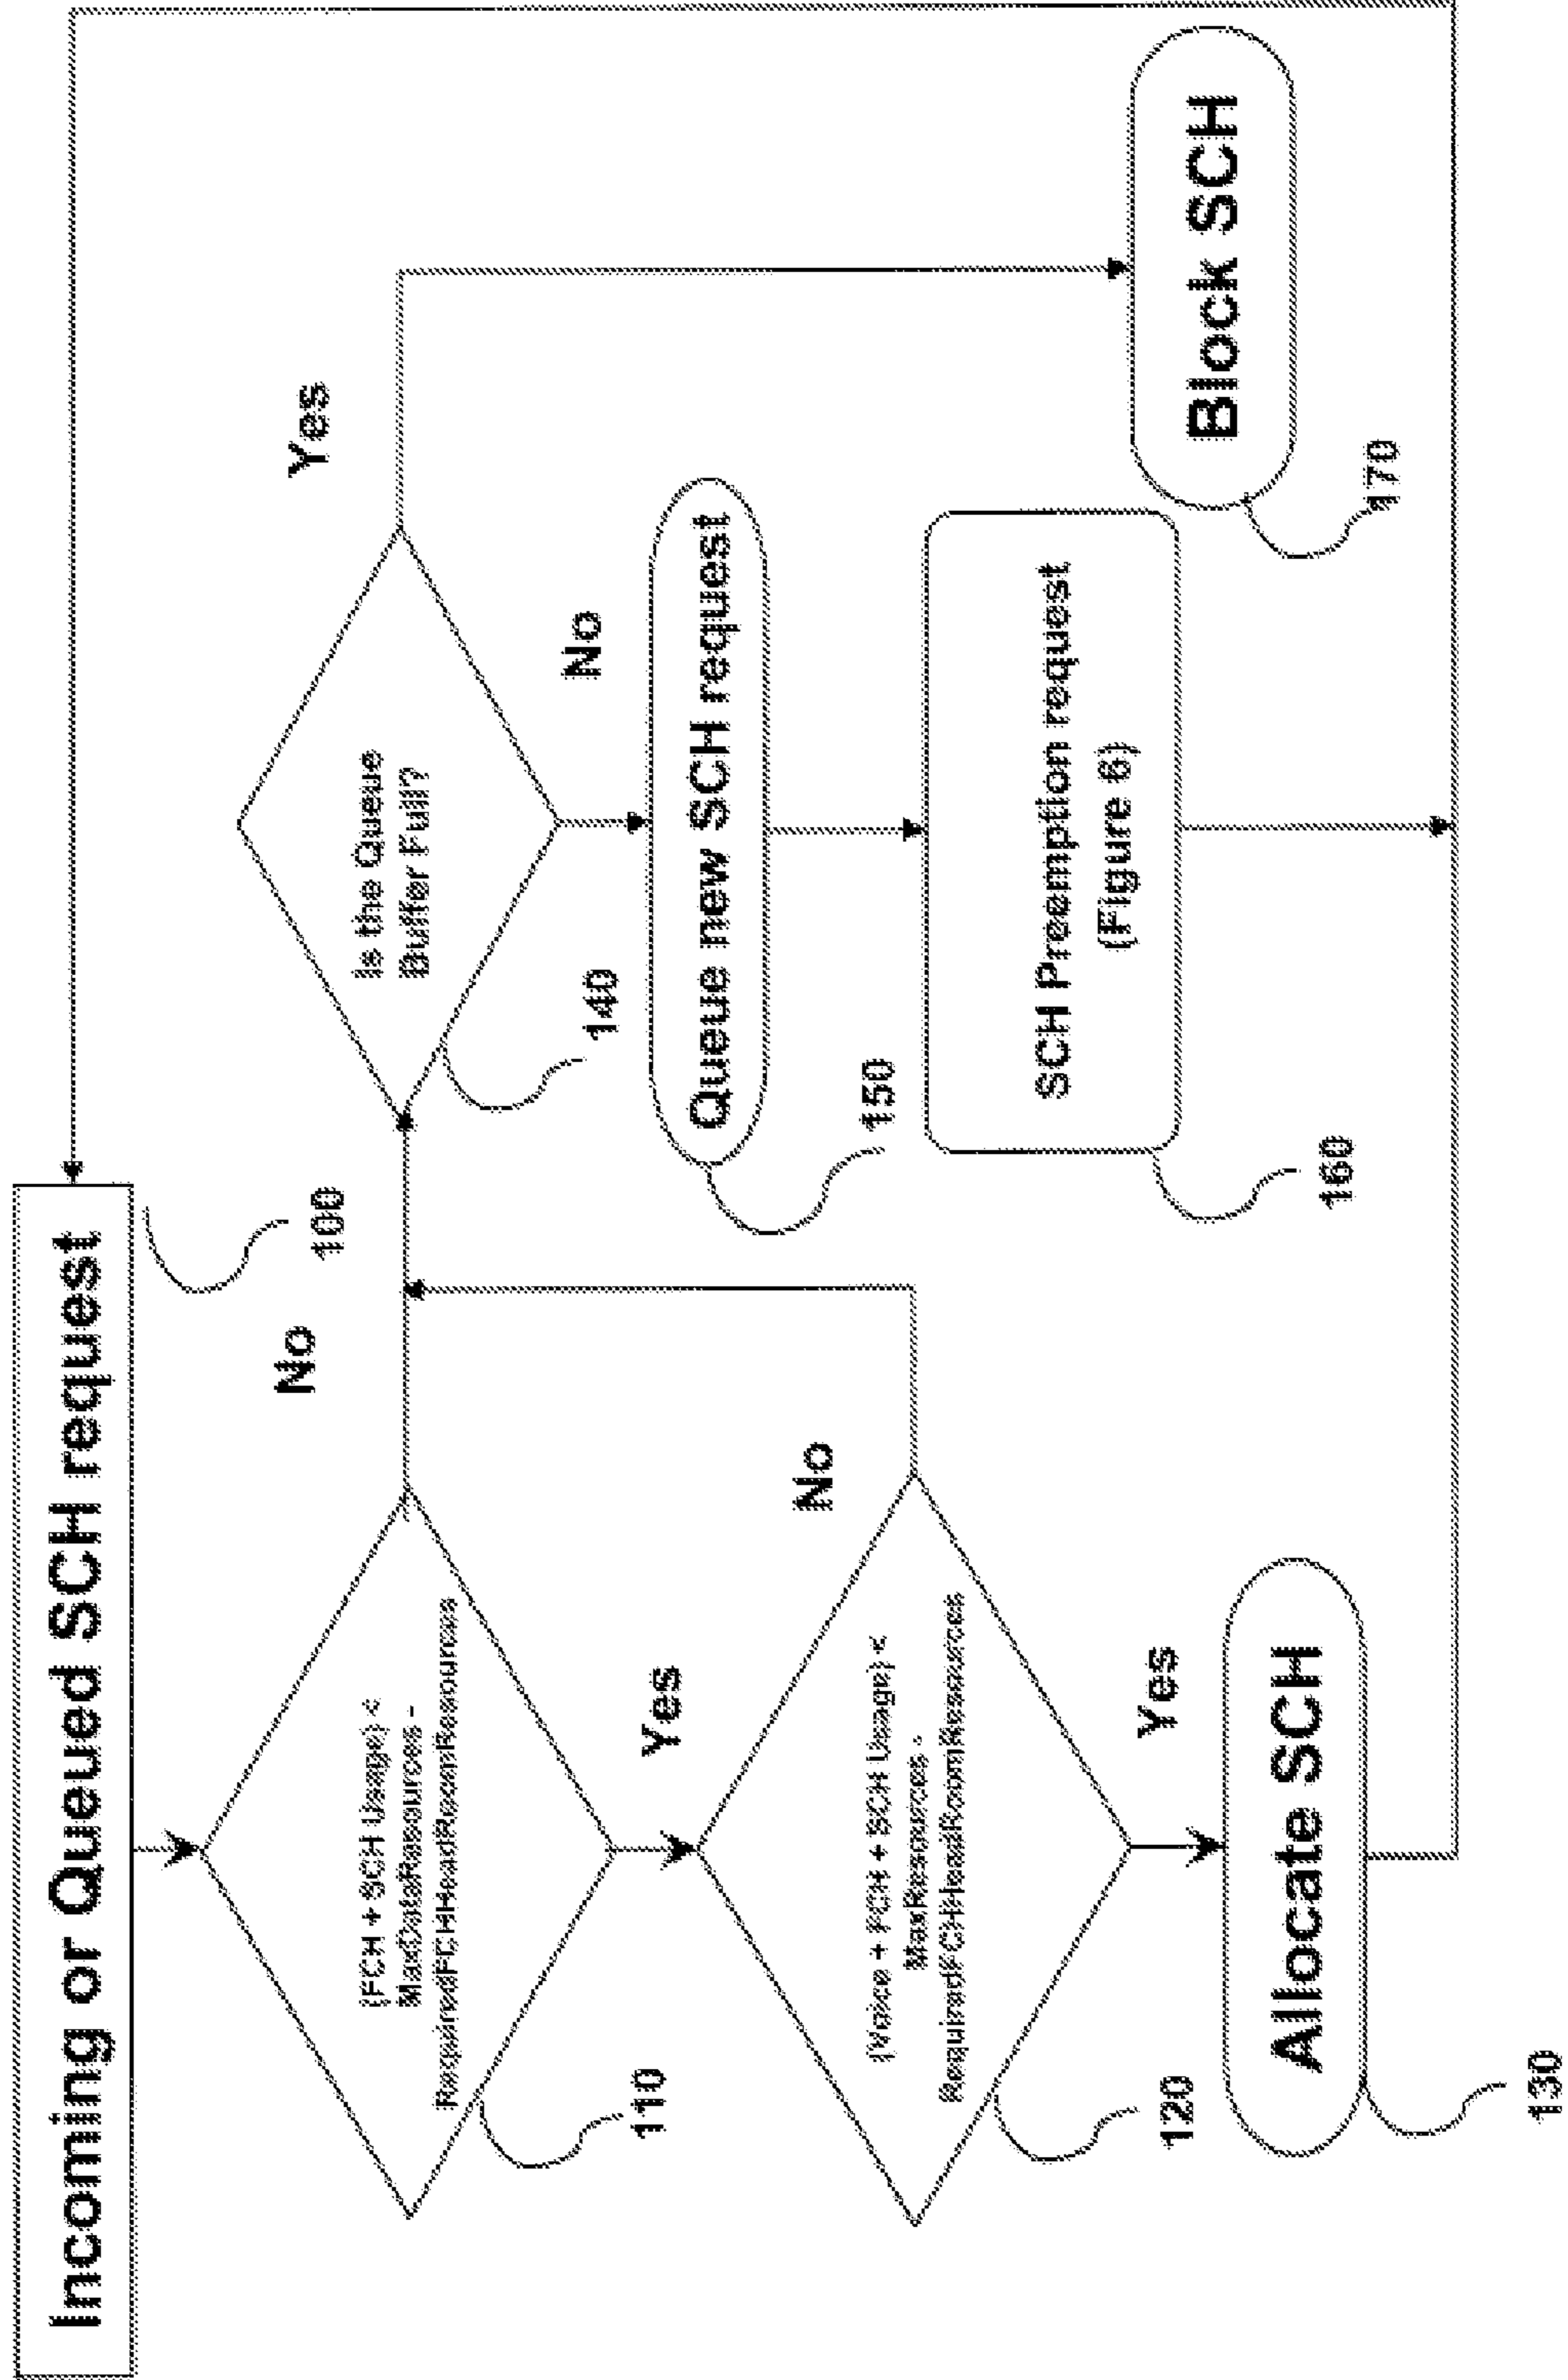 Incoming or Queued SCH request
100
(FCH + SCH Usage) <
MaxDataResources -
RequiredFCHHeadRoomResources
110
No
Yes
(Voice + FCH + SCH Usage) <
MaxResources -
RequiredFCHHeadRoomResources
120
No
Yes
Allocate SCH
130
Is the Queue
Buffer Full?
140
Yes
No
Queue new SCH request
150
SCH Preemption request
(Figure 6)
160
Block SCH
170